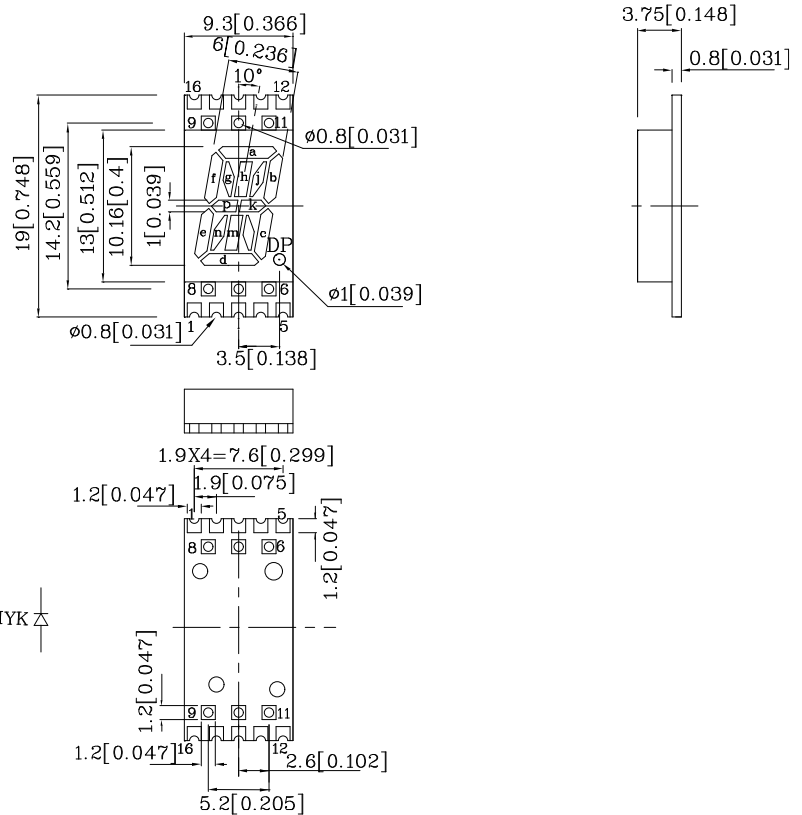 9.3[0.366]
6[0.236]
10°
16
12
9
11
ø0.8[0.031]
a
f
g
h
j
b
p
k
e
n
m
c
d
DP
8
6
1
5
19[0.748]
14.2[0.559]
13[0.512]
10.16[0.4]
1[0.039]
ø1[0.039]
ø0.8[0.031]
3.5[0.138]
3.75[0.148]
0.8[0.031]
1.9X4=7.6[0.299]
1.9[0.075]
1.2[0.047]
1
5
1.2[0.047]
8
6
YK
1.2[0.047]
9
11
16
12
1.2[0.047]
2.6[0.102]
5.2[0.205]